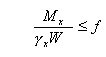 M_x / γ_x W ≤ f